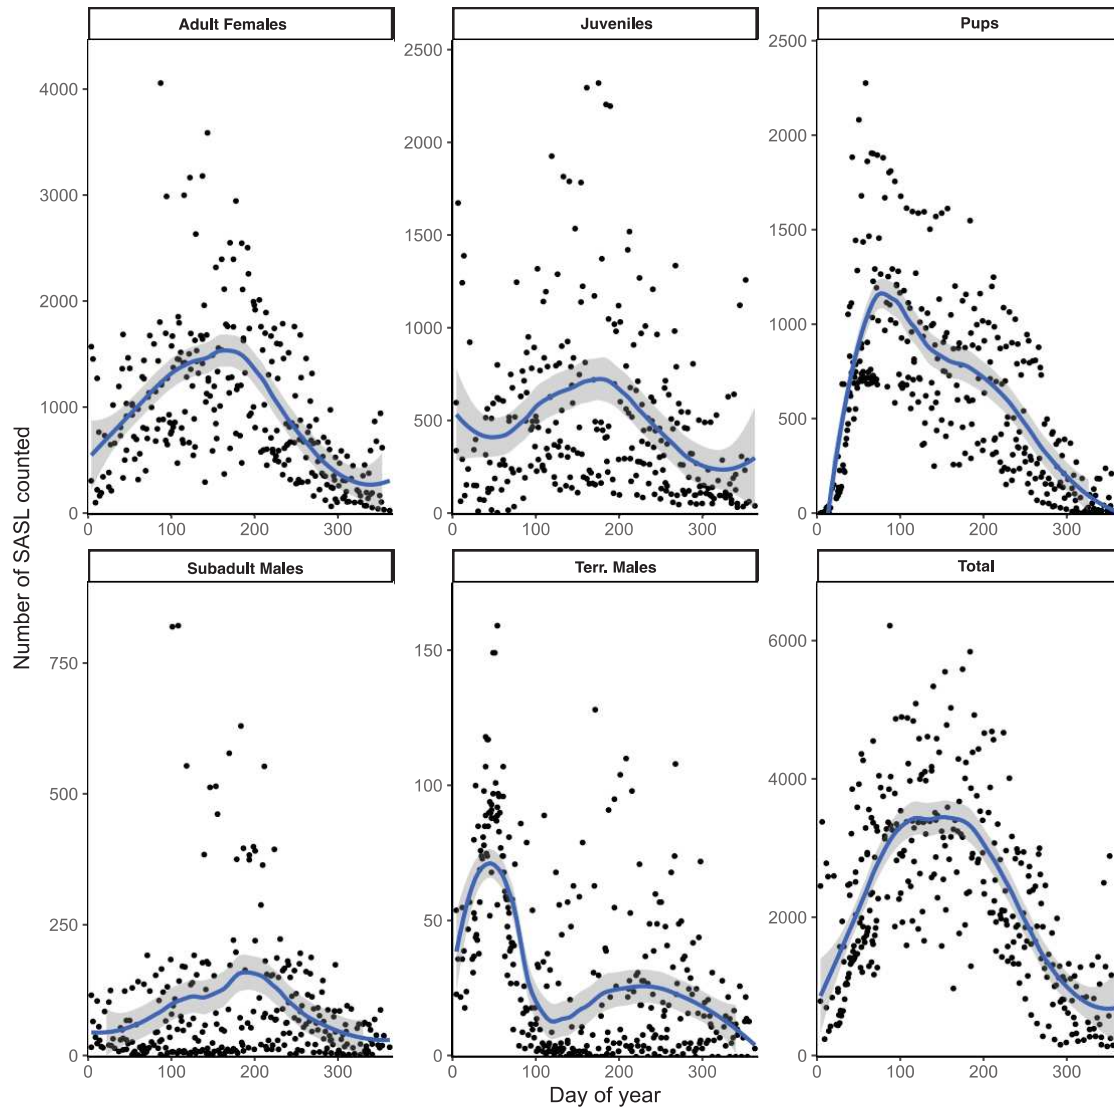 Adult Females
Juveniles
Pups
4000
3000
2000
1000
0
2500
2000
1500
1000
500
0
2500
2000
1500
1000
500
0
0 100 200 300
0 100 200 300
0 100 200 300
Number of SASL counted
Subadult Males
Terr. Males
Total
750
500
250
0
150
100
50
0
6000
4000
2000
0
0 100 200 300
0 100 200 300
0 100 200 300
Day of year